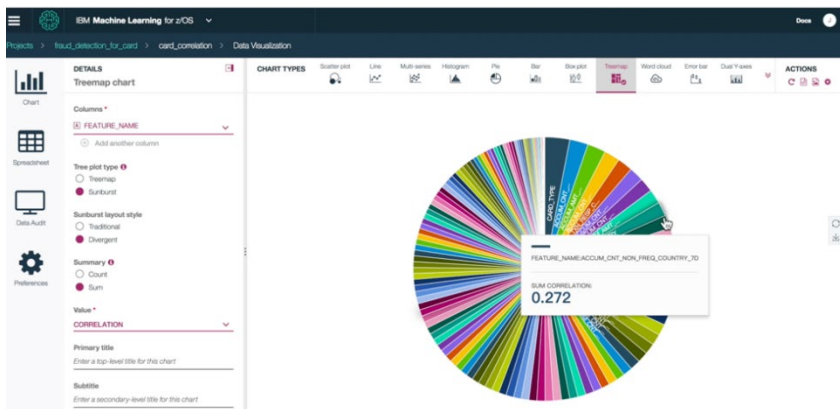 IBM Machine Learning for z/OS
Docs
J
Projects > fraud_detection_for_card > card_correlation > Data Visualization
Chart
Spreadsheet
Data Audit
Preferences
DETAILS
Treemap chart
Columns *
FEATURE_NAME
Add another column
Tree plot type
Treemap
Sunburst
Sunburst layout style
Traditional
Divergent
Summary
Count
Sum
Value *
CORRELATION
Primary title
Enter a top-level title for this chart
Subtitle
Enter a secondary-level title for this chart
CHART TYPES
Scatter plot
Line
Multi-series
Histogram
Pie
Bar
Box plot
Treemap
Word cloud
Error bar
Dual Y-axes
ACTIONS
CARD_TYPE
ACCUM_CNT_...
FEATURE_NAME:ACCUM_CNT_NON_FREQ_COUNTRY_7D
SUM CORRELATION:
0.272